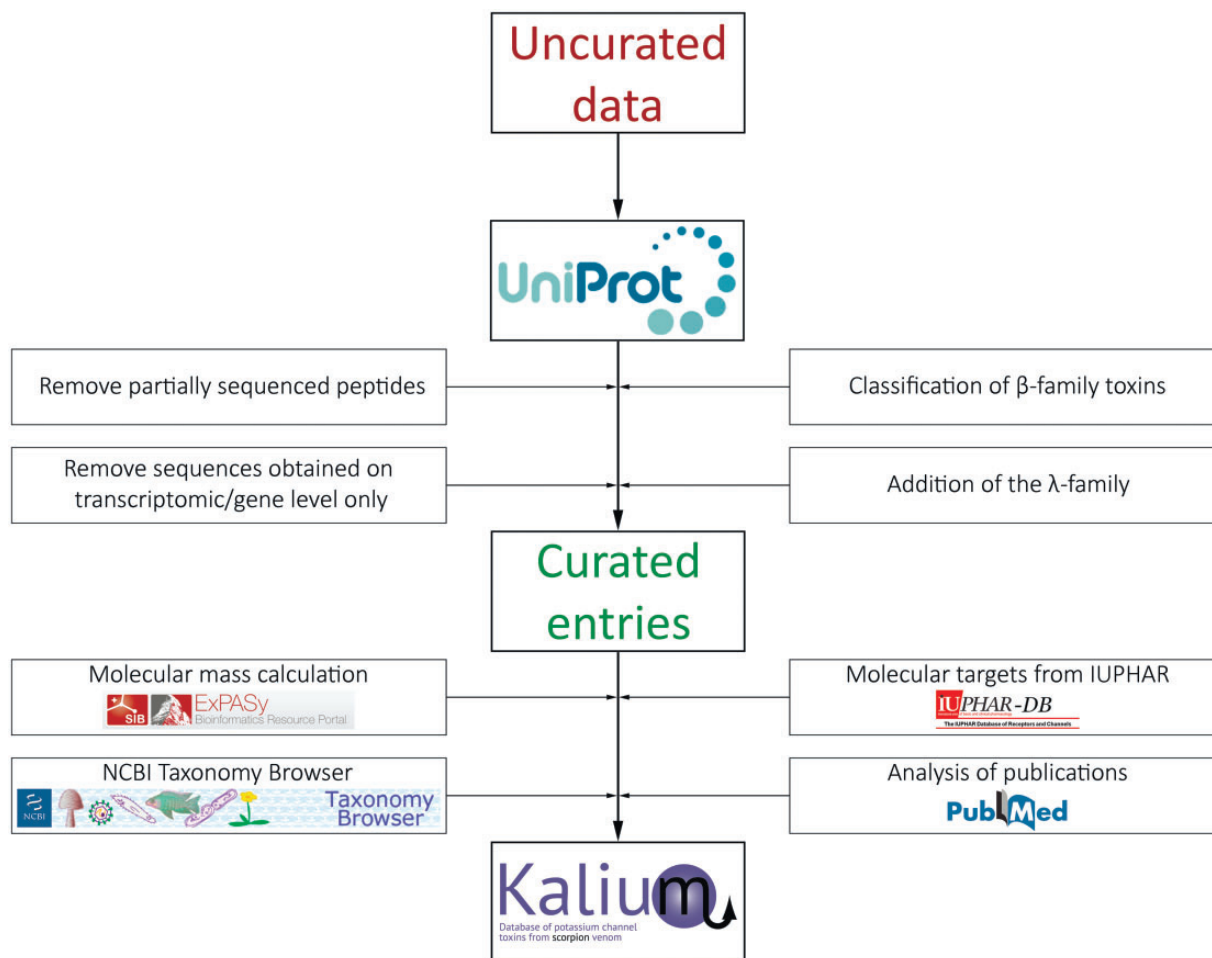 Uncurated
data
UniProt
Remove partially sequenced peptides
Classification of β-family toxins
Remove sequences obtained on
transcriptomic/gene level only
Addition of the λ-family
Curated
entries
Molecular mass calculation
SIB
ExPASy
Bioinformatics Resource Portal
Molecular targets from IUPHAR
IUPHAR-DB
The IUPHAR Database of Receptors and Channels
NCBI Taxonomy Browser
NCBI
Taxonomy
Browser
Analysis of publications
PubMed
Kalium
Database of potassium channel
toxins from scorpion venom